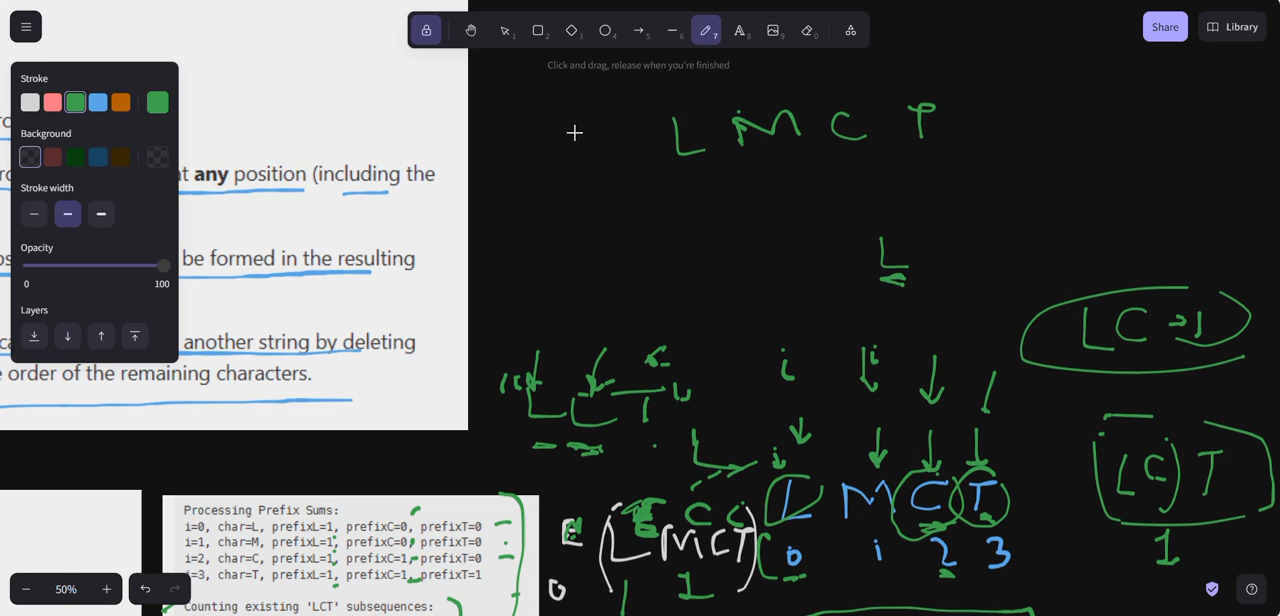 Share
Library
Click and drag, release when you're finished
Stroke
Background
Stroke width
Opacity
0 100
Layers
at any position (including the
be formed in the resulting
another string by deleting
order of the remaining characters.
L M C T
L
L C → 1
(L C) T
1
L M C T
0 1 2 3
L M C T
Processing Prefix Sums:
i=0, char=L, prefixL=1, prefixC=0, prefixT=0
i=1, char=M, prefixL=1, prefixC=0, prefixT=0
i=2, char=C, prefixL=1, prefixC=1, prefixT=0
i=3, char=T, prefixL=1, prefixC=1, prefixT=1
Counting existing 'LCT' subsequences:
50%